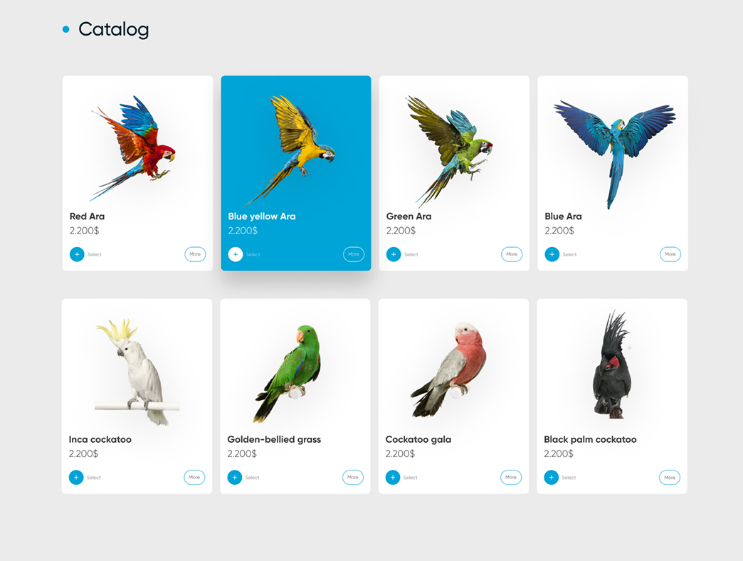 Catalog
Red Ara
2.200$
+ Select More
Blue yellow Ara
2.200$
+ Select More
Green Ara
2.200$
+ Select More
Blue Ara
2.200$
+ Select More
Inca cockatoo
2.200$
+ Select More
Golden-bellied grass
2.200$
+ Select More
Cockatoo gala
2.200$
+ Select More
Black palm cockatoo
2.200$
+ Select More